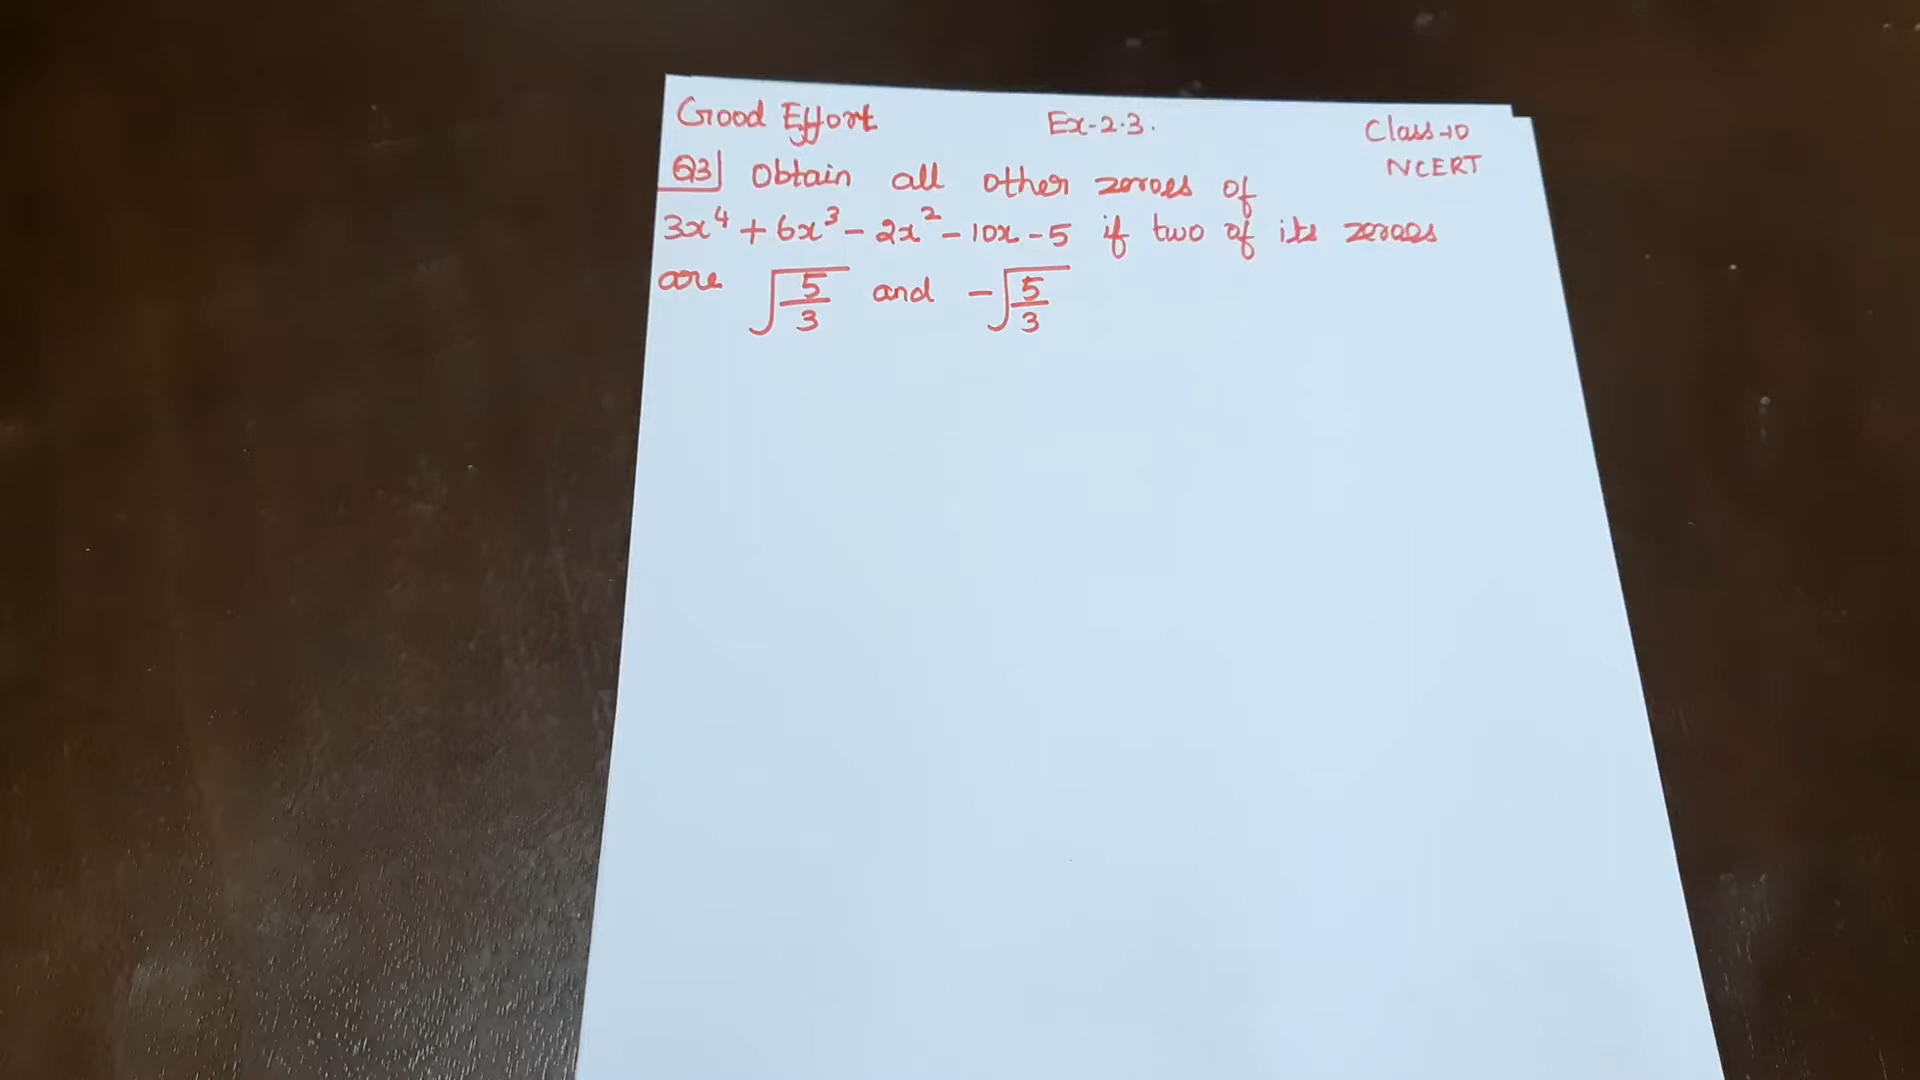 Good Effort Ex-2.3. Class-10
NCERT
Q3 Obtain all other zeroes of
3x⁴ + 6x³ - 2x² - 10x - 5 if two of its zeroes
are √5/3 and -√5/3